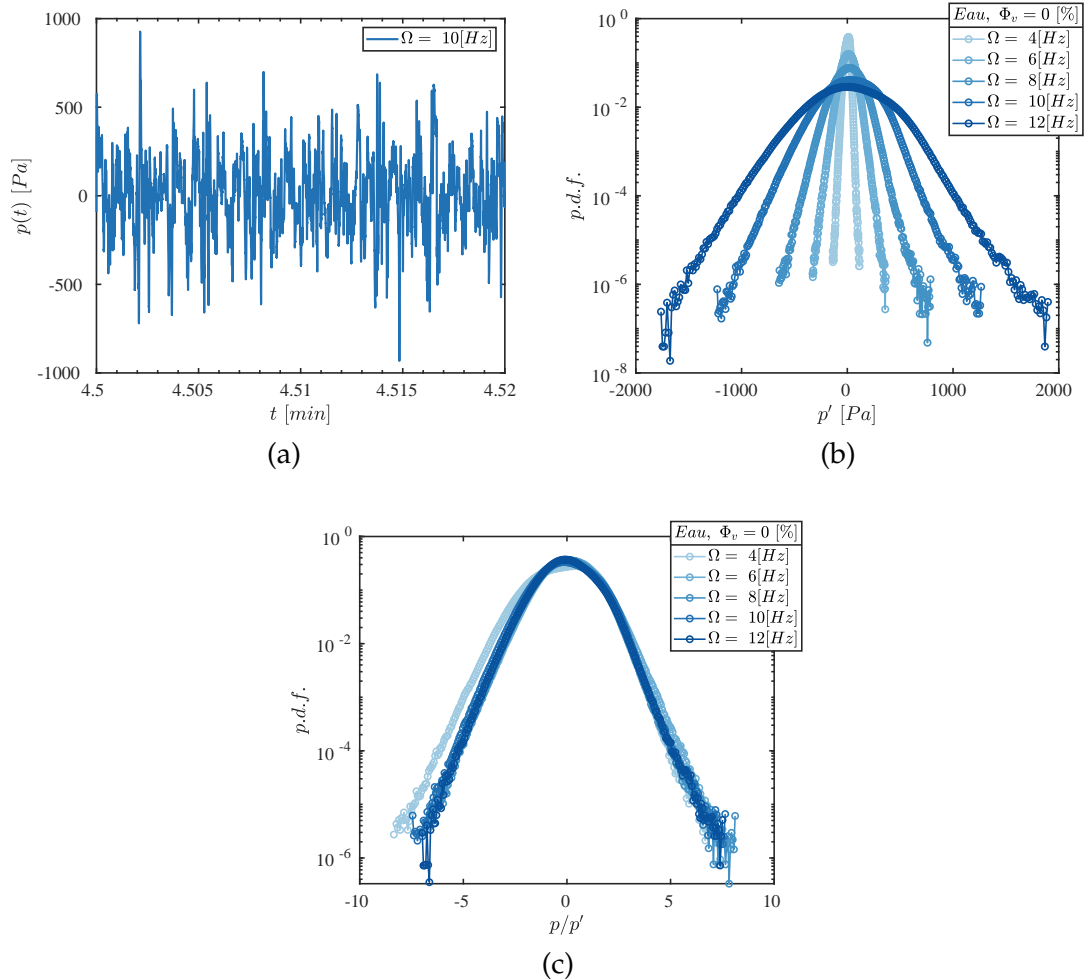 1000
500
0
-500
-1000
p(t) [Pa]
4.5 4.505 4.51 4.515 4.52
t [min]
Ω = 10[Hz]
(a)
Eau, Φ_v = 0 [%]
Ω = 4[Hz]
Ω = 6[Hz]
Ω = 8[Hz]
Ω = 10[Hz]
Ω = 12[Hz]
10^0
10^-2
10^-4
10^-6
10^-8
p.d.f.
-2000 -1000 0 1000 2000
p′ [Pa]
(b)
Eau, Φ_v = 0 [%]
Ω = 4[Hz]
Ω = 6[Hz]
Ω = 8[Hz]
Ω = 10[Hz]
Ω = 12[Hz]
10^0
10^-2
10^-4
10^-6
p.d.f.
-10 -5 0 5 10
p/p′
(c)